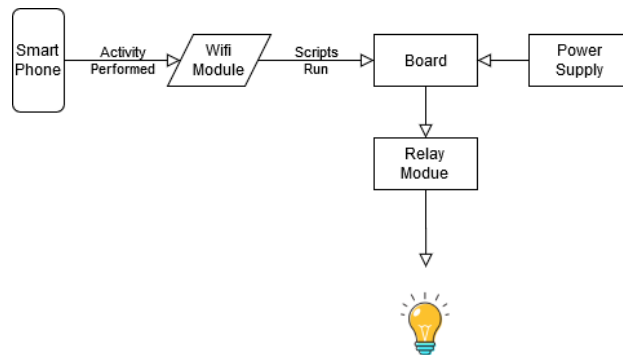 Smart
Phone
Activity
Performed
Wifi
Module
Scripts
Run
Board
Power
Supply
Relay
Modue